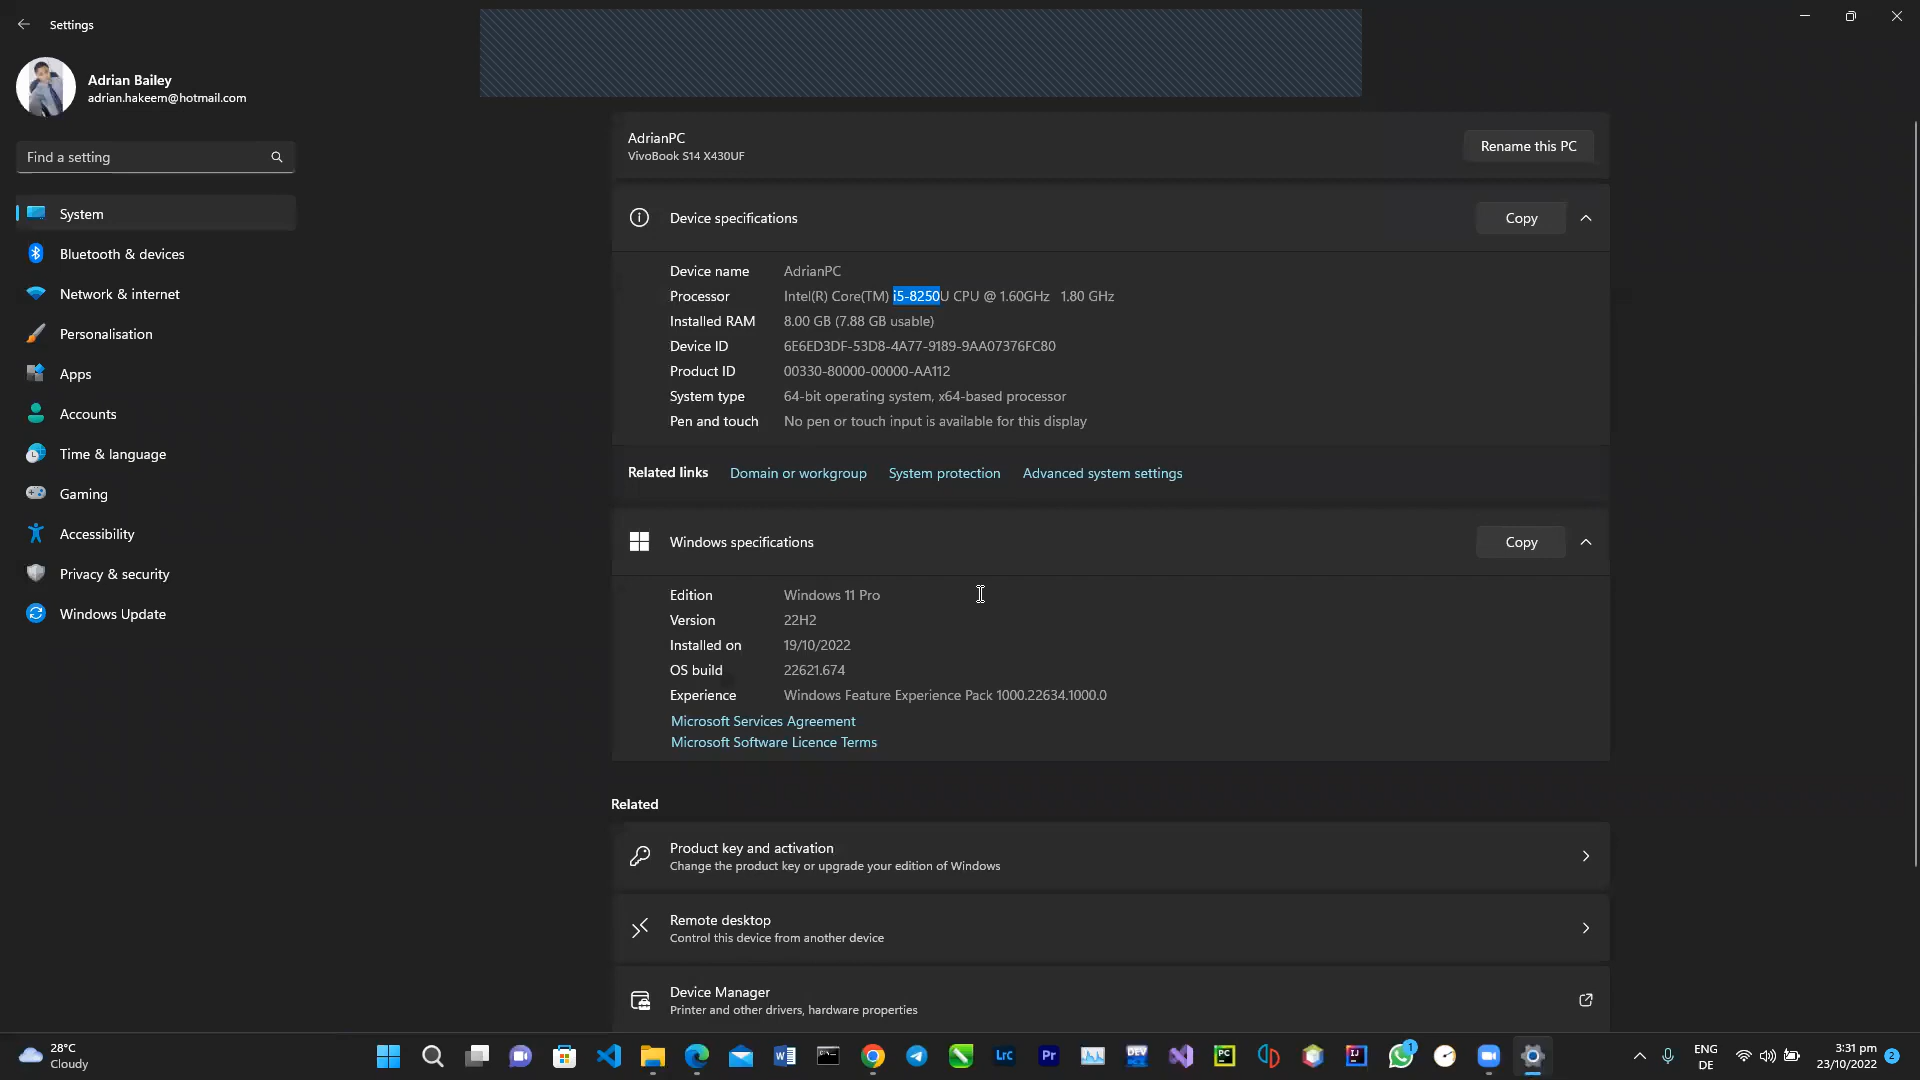 Settings
Adrian Bailey
adrian.hakeem@hotmail.com
Find a setting
System
Bluetooth & devices
Network & internet
Personalisation
Apps
Accounts
Time & language
Gaming
Accessibility
Privacy & security
Windows Update
AdrianPC
VivoBook S14 X430UF
Rename this PC
Device specifications
Copy
Device name AdrianPC
Processor Intel(R) Core(TM) i5-8250U CPU @ 1.60GHz 1.80 GHz
Installed RAM 8.00 GB (7.88 GB usable)
Device ID 6E6ED3DF-53D8-4A77-9189-9AA07376FC80
Product ID 00330-80000-00000-AA112
System type 64-bit operating system, x64-based processor
Pen and touch No pen or touch input is available for this display
Related links Domain or workgroup System protection Advanced system settings
Windows specifications
Copy
Edition Windows 11 Pro
Version 22H2
Installed on 19/10/2022
OS build 22621.674
Experience Windows Feature Experience Pack 1000.22634.1000.0
Microsoft Services Agreement
Microsoft Software Licence Terms
Related
Product key and activation
Change the product key or upgrade your edition of Windows
Remote desktop
Control this device from another device
Device Manager
Printer and other drivers, hardware properties
28°C
Cloudy
LrC
Pr
DEV
PC
IJ
1
ENG
DE
3:31 pm
23/10/2022
2